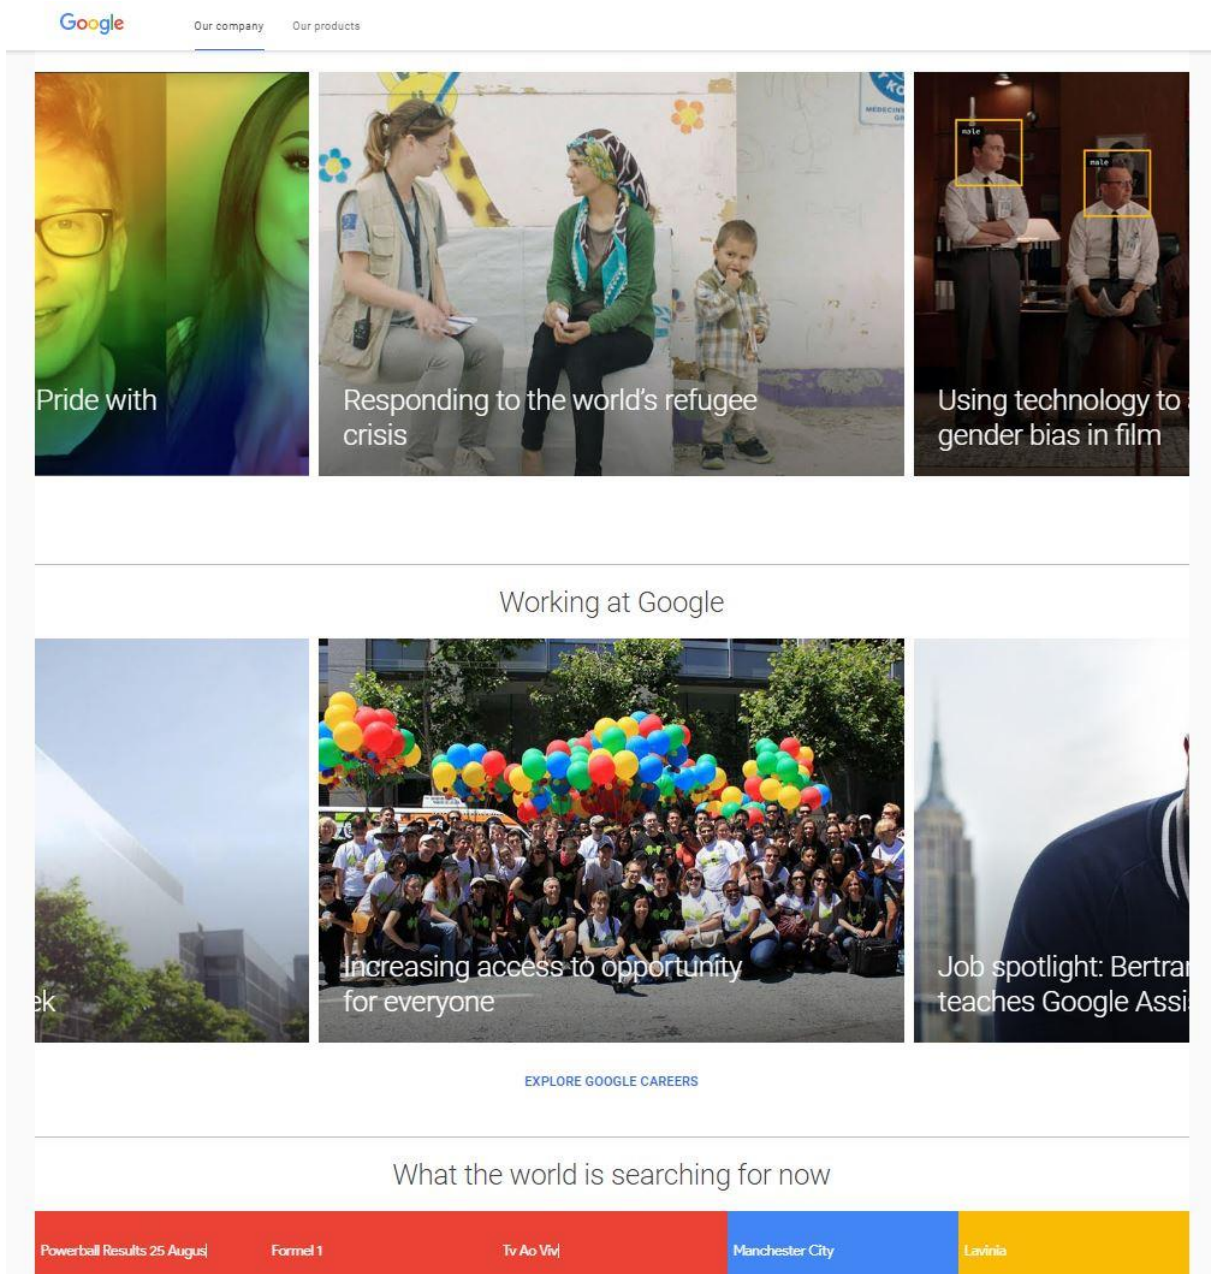 Google
Our company
Our products
Pride with
Responding to the world's refugee
crisis
male
male
Using technology to
gender bias in film
Working at Google
Increasing access to opportunity
for everyone
Job spotlight: Bertra
teaches Google Assi
EXPLORE GOOGLE CAREERS
What the world is searching for now
Powerball Results 25 Augus
Formel 1
Tv Ao Viv
Manchester City
Lavinia